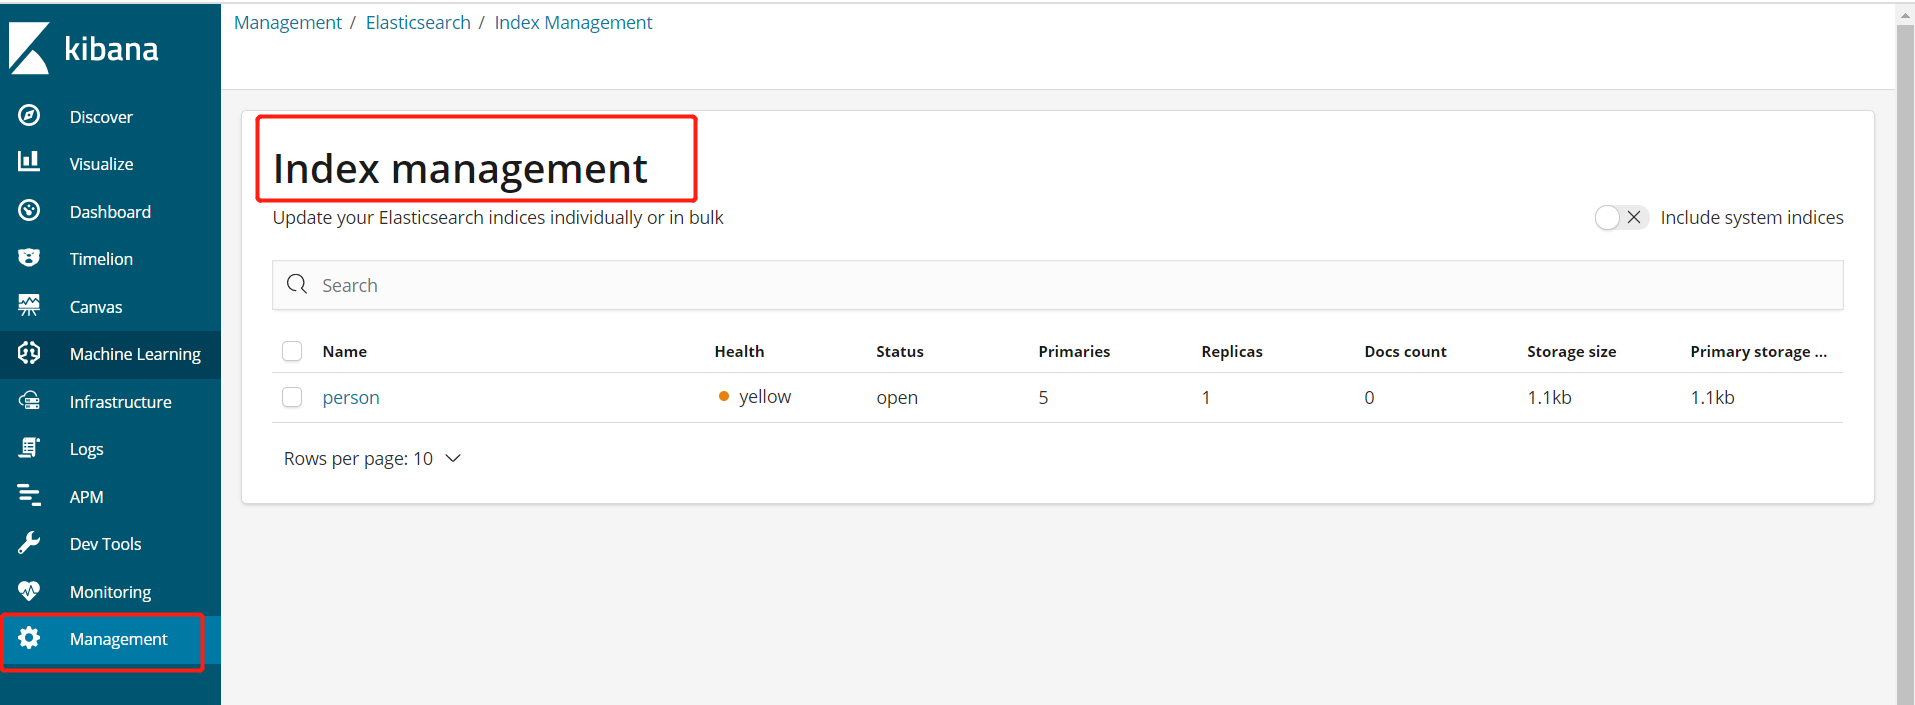 kibana
Discover
Visualize
Dashboard
Timelion
Canvas
Machine Learning
Infrastructure
Logs
APM
Dev Tools
Monitoring
Management
Management / Elasticsearch / Index Management
Index management
Update your Elasticsearch indices individually or in bulk
Include system indices
Search
Name Health Status Primaries Replicas Docs count Storage size Primary storage ...
person yellow open 5 1 0 1.1kb 1.1kb
Rows per page: 10